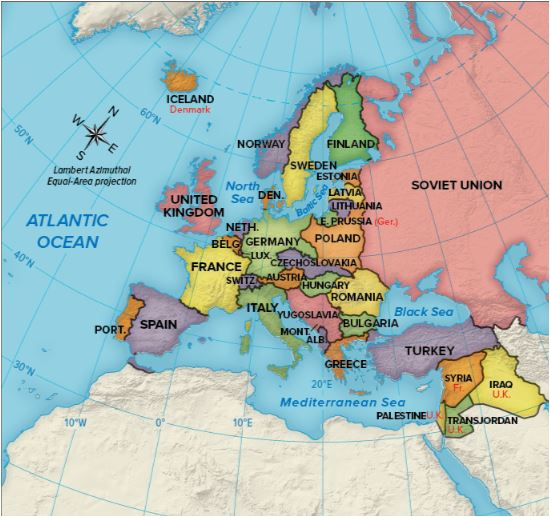 ICELAND
Denmark
60°N
50°N
N
W
E
S
Lambert Azimuthal
Equal-Area projection
NORWAY
FINLAND
SWEDEN
ESTONIA
LATVIA
LITHUANIA
E. PRUSSIA (Ger.)
SOVIET UNION
North
Sea
DEN.
Baltic Sea
UNITED
KINGDOM
ATLANTIC
OCEAN
NETH.
BELG.
GERMANY
POLAND
LUX.
CZECHOSLOVAKIA
FRANCE
SWITZ.
AUSTRIA
HUNGARY
ROMANIA
40°N
ITALY
YUGOSLAVIA
Black Sea
PORT.
SPAIN
MONT.
ALB.
BULGARIA
TURKEY
GREECE
30°N
20°E
Mediterranean Sea
SYRIA
Fr.
IRAQ
U.K.
PALESTINE U.K.
TRANSJORDAN
U.K.
10°W
0°
10°E